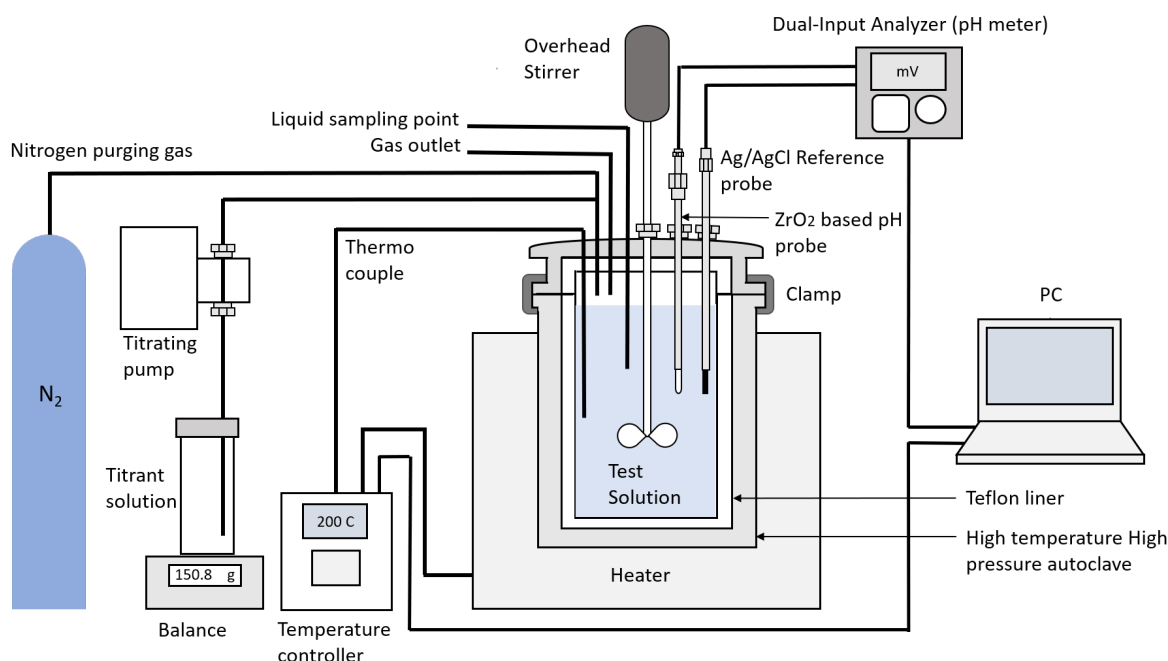 Dual-Input Analyzer (pH meter)
Overhead
Stirrer
mV
Liquid sampling point
Gas outlet
Nitrogen purging gas
Ag/AgCl Reference
probe
ZrO2 based pH
probe
Thermo
couple
Clamp
PC
Titrating
pump
N2
Test
Solution
Titrant
solution
Teflon liner
200 C
High temperature High
pressure autoclave
150.8 g
Heater
Balance
Temperature
controller